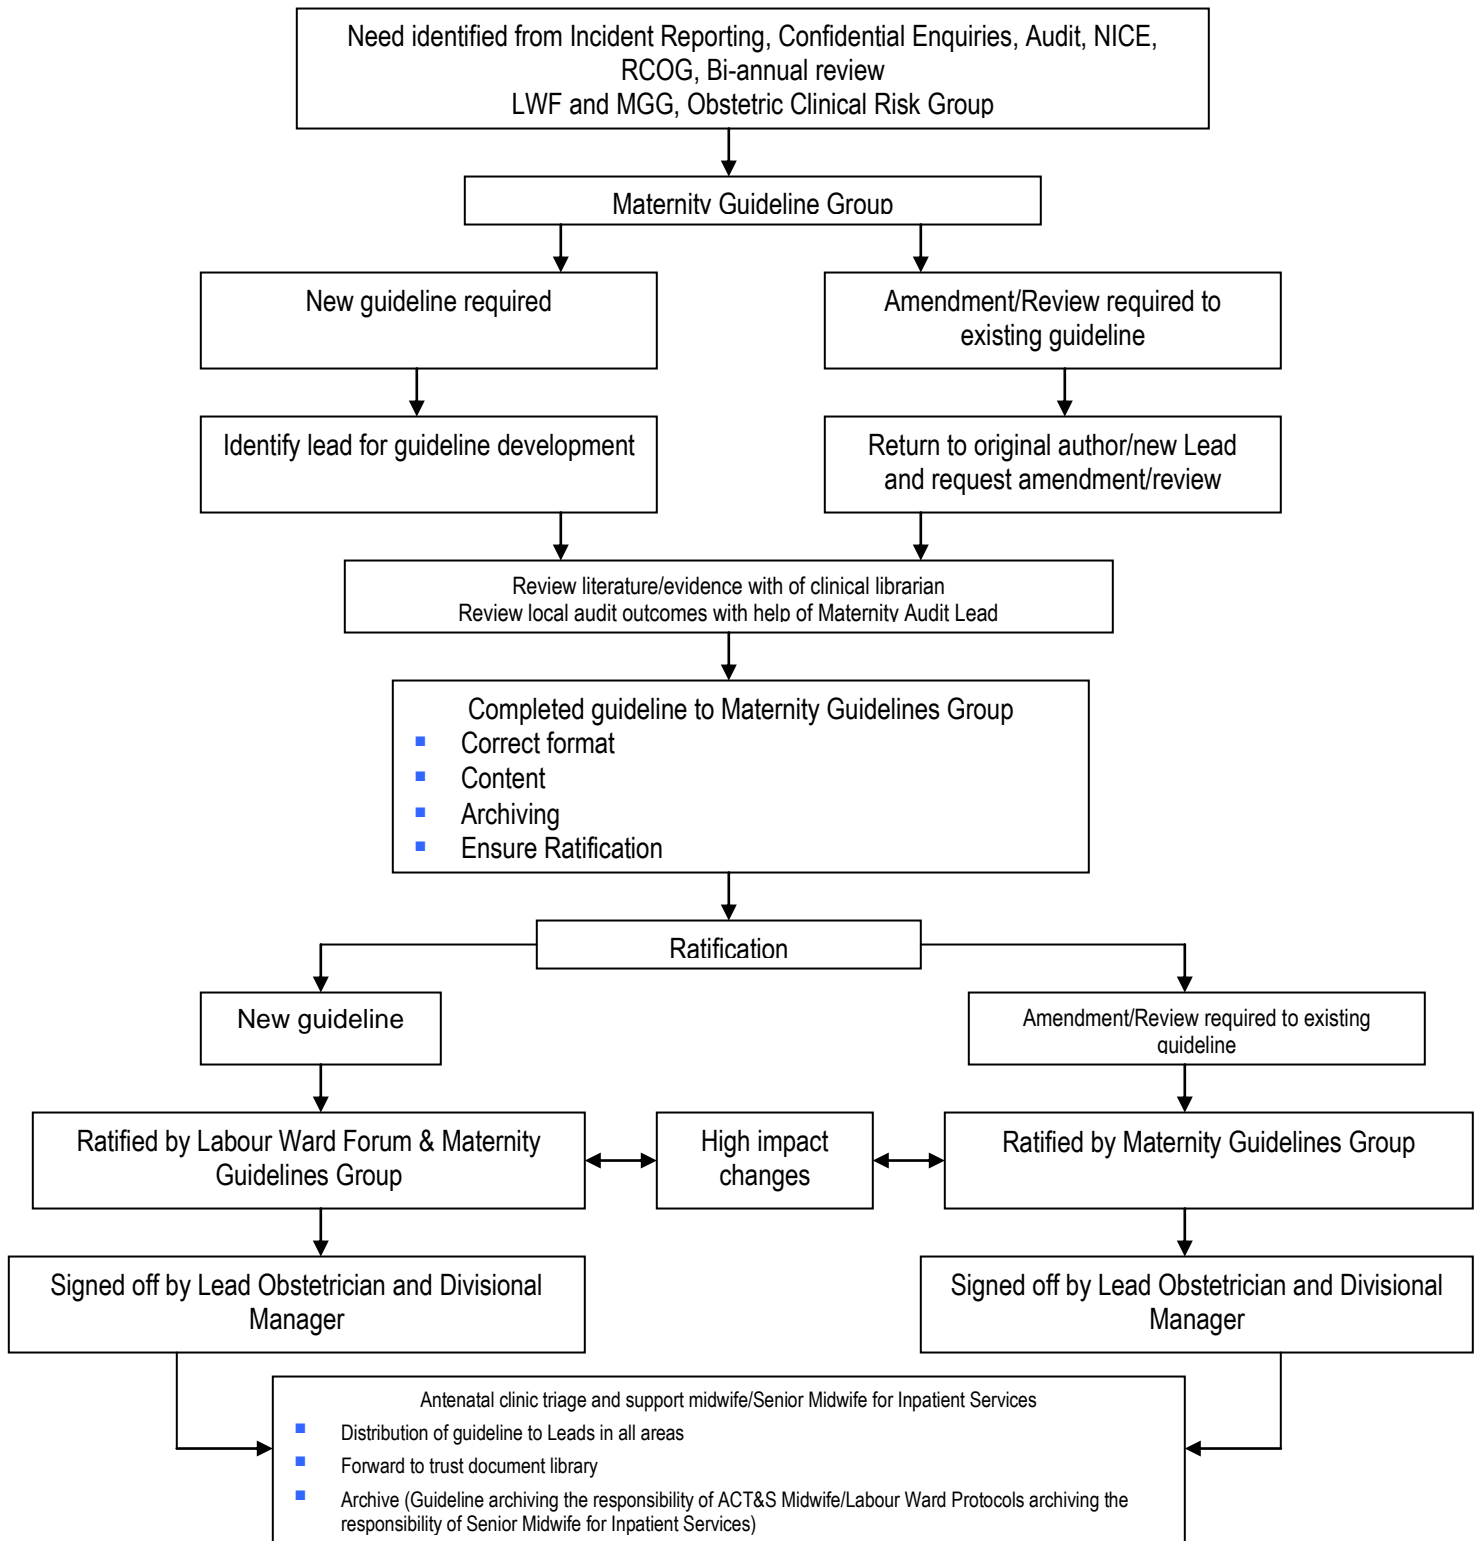 Need identified from Incident Reporting, Confidential Enquiries, Audit, NICE,
RCOG, Bi-annual review
LWF and MGG, Obstetric Clinical Risk Group
Maternity Guideline Group
New guideline required
Amendment/Review required to
existing guideline
Identify lead for guideline development
Return to original author/new Lead
and request amendment/review
Review literature/evidence with of clinical librarian
Review local audit outcomes with help of Maternity Audit Lead
Completed guideline to Maternity Guidelines Group
Correct format
Content
Archiving
Ensure Ratification
Ratification
New guideline
Amendment/Review required to existing
guideline
Ratified by Labour Ward Forum & Maternity
Guidelines Group
High impact
changes
Ratified by Maternity Guidelines Group
Signed off by Lead Obstetrician and Divisional
Manager
Signed off by Lead Obstetrician and Divisional
Manager
Antenatal clinic triage and support midwife/Senior Midwife for Inpatient Services
Distribution of guideline to Leads in all areas
Forward to trust document library
Archive (Guideline archiving the responsibility of ACT&S Midwife/Labour Ward Protocols archiving the
responsibility of Senior Midwife for Inpatient Services)